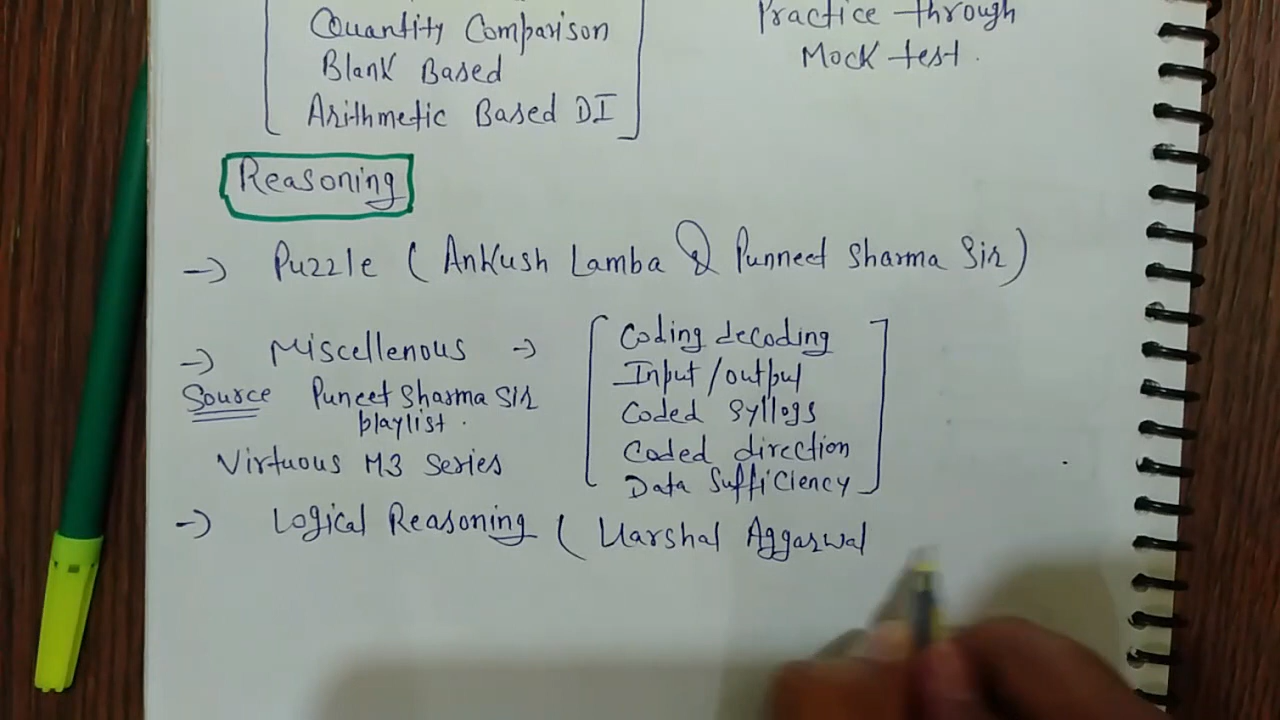 Quantity Comparison
Blank Based
Arithmetic Based DI
Practice through
Mock test.
Reasoning
-> Puzzle ( Ankush Lamba & Punneet Sharma Sir )
-> Miscellenous ->
Source Puneet Sharma Sir
playlist.
Virtuous M3 Series
Coding decoding
Input / output
Coded Syllogs
Coded direction
Data Sufficiency
-> Logical Reasoning ( Harshal Aggarwal